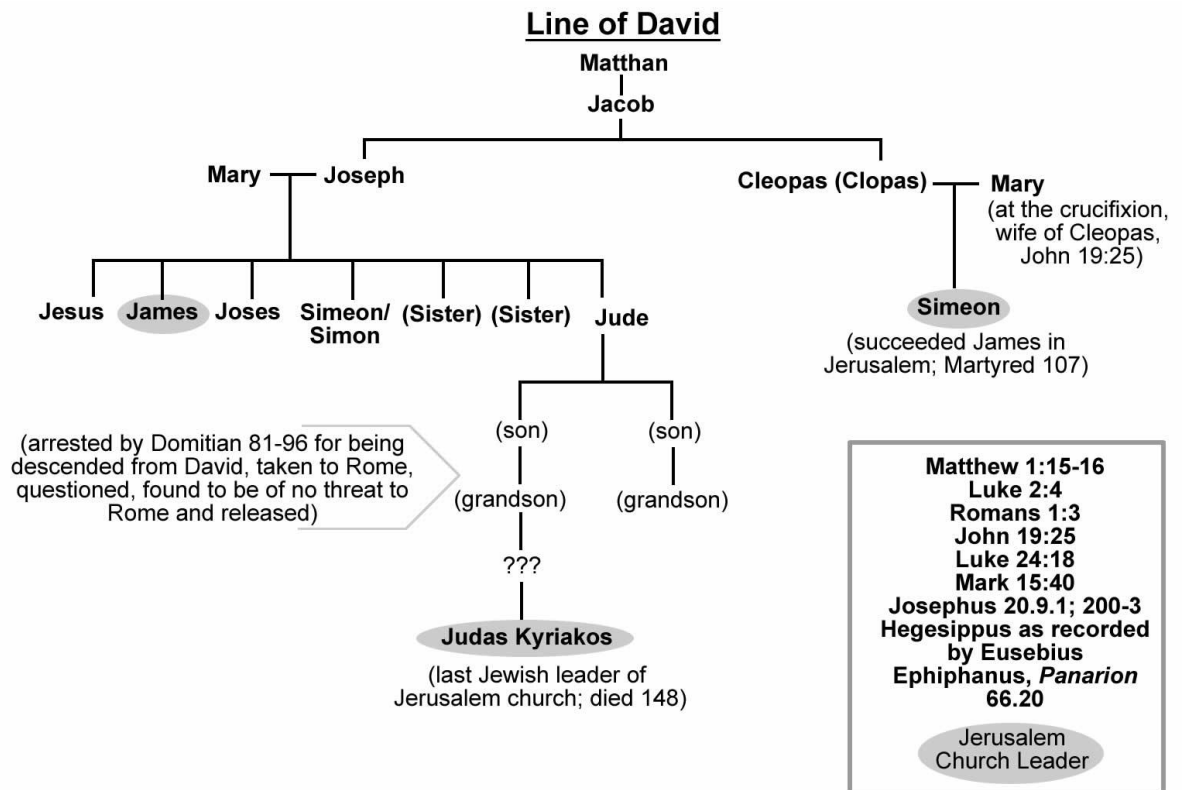 Line of David
Matthan
Jacob
Mary
Joseph
Cleopas (Clopas)
Mary
(at the crucifixion,
wife of Cleopas,
John 19:25)
Jesus
James
Joses
Simeon/
Simon
(Sister)
(Sister)
Jude
Simeon
(succeeded James in
Jerusalem; Martyred 107)
(son)
(son)
(arrested by Domitian 81-96 for being
descended from David, taken to Rome,
questioned, found to be of no threat to
Rome and released)
(grandson)
(grandson)
???
Judas Kyriakos
(last Jewish leader of
Jerusalem church; died 148)
Matthew 1:15-16
Luke 2:4
Romans 1:3
John 19:25
Luke 24:18
Mark 15:40
Josephus 20.9.1; 200-3
Hegesippus as recorded
by Eusebius
Ephiphanus, Panarion
66.20
Jerusalem
Church Leader